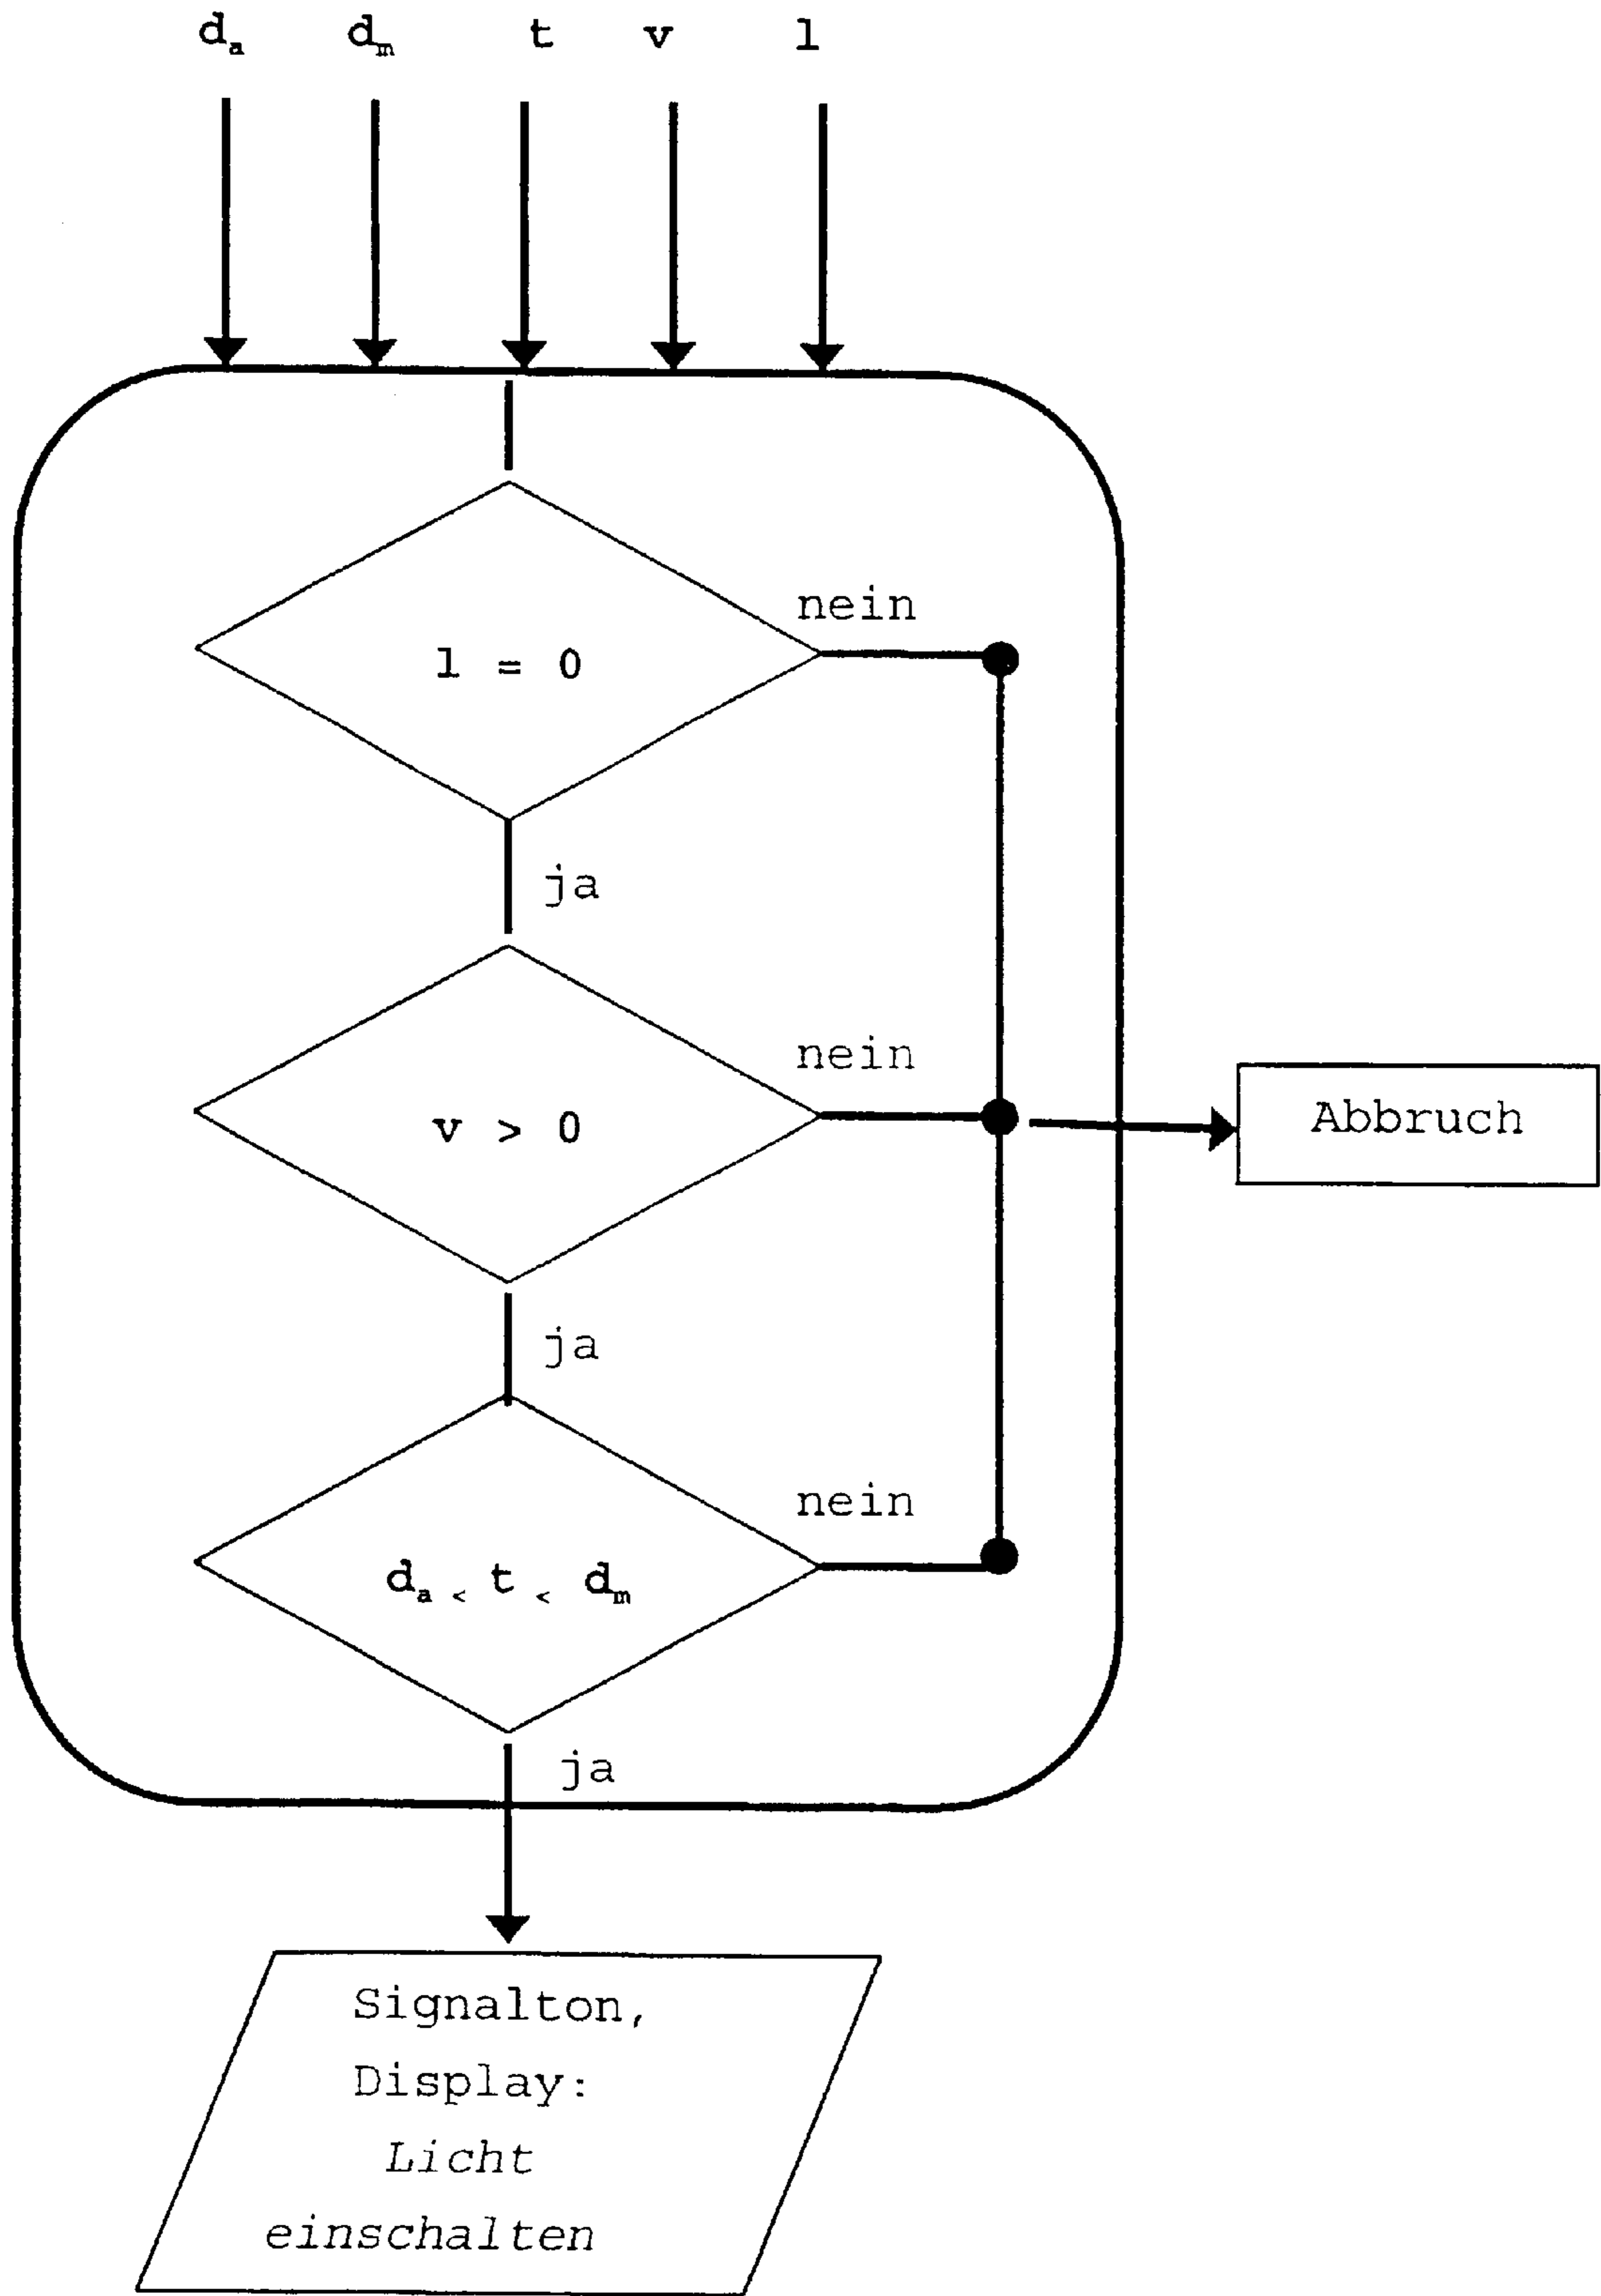 dₐ dₘ t v l
nein
l = 0
ja
nein
v > 0
Abbruch
ja
nein
dₐ < t < dₘ
ja
Signalton,
Display:
Licht
einschalten